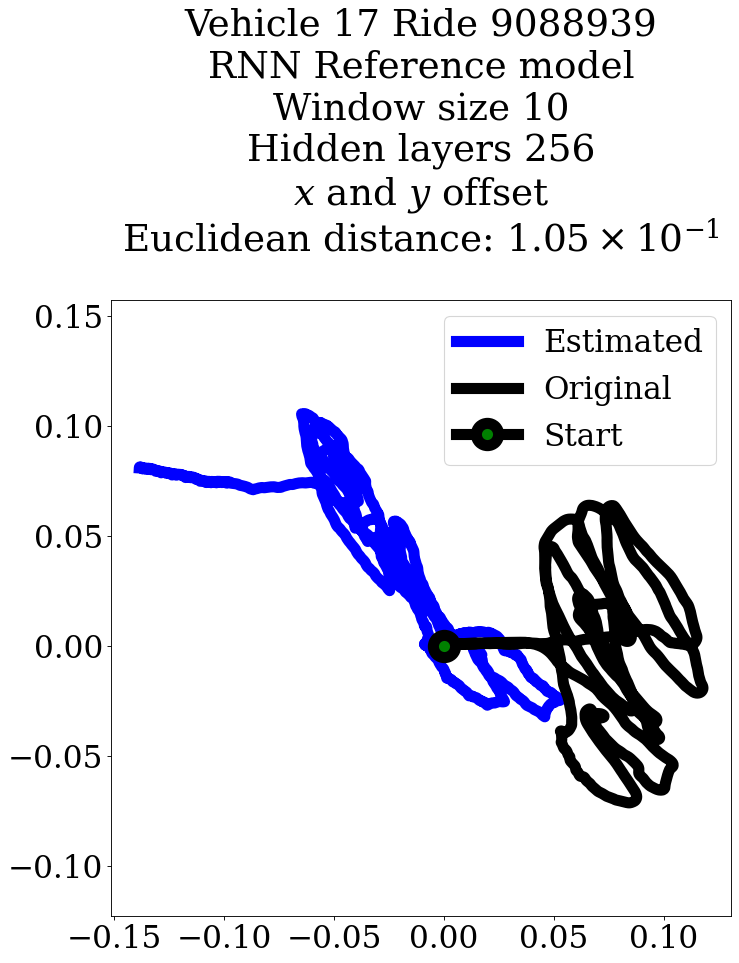 Vehicle 17 Ride 9088939
RNN Reference model
Window size 10
Hidden layers 256
x and y offset
Euclidean distance: 1.05 × 10⁻¹
0.15
0.10
0.05
0.00
−0.05
−0.10
Estimated
Original
Start
−0.15 −0.10 −0.05 0.00 0.05 0.10